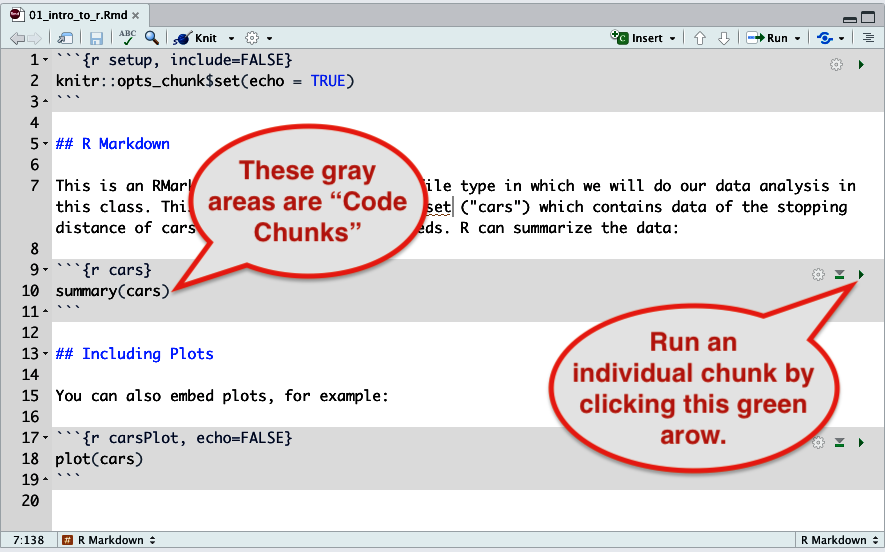 01_intro_to_r.Rmd ×
ABC Knit Insert Run
1 ```{r setup, include=FALSE}
2 knitr::opts_chunk$set(echo = TRUE)
3 ```
4
5 ## R Markdown
6
7 This is an RMar ile type in which we will do our data analysis in
this class. Thi set ("cars") which contains data of the stopping
distance of cars eds. R can summarize the data:
8
9 ```{r cars}
10 summary(cars)
11 ```
12
13 ## Including Plots
14
15 You can also embed plots, for example:
16
17 ```{r carsPlot, echo=FALSE}
18 plot(cars)
19 ```
20
These gray
areas are “Code
Chunks”
Run an
individual chunk by
clicking this green
arow.
7:138 # R Markdown R Markdown